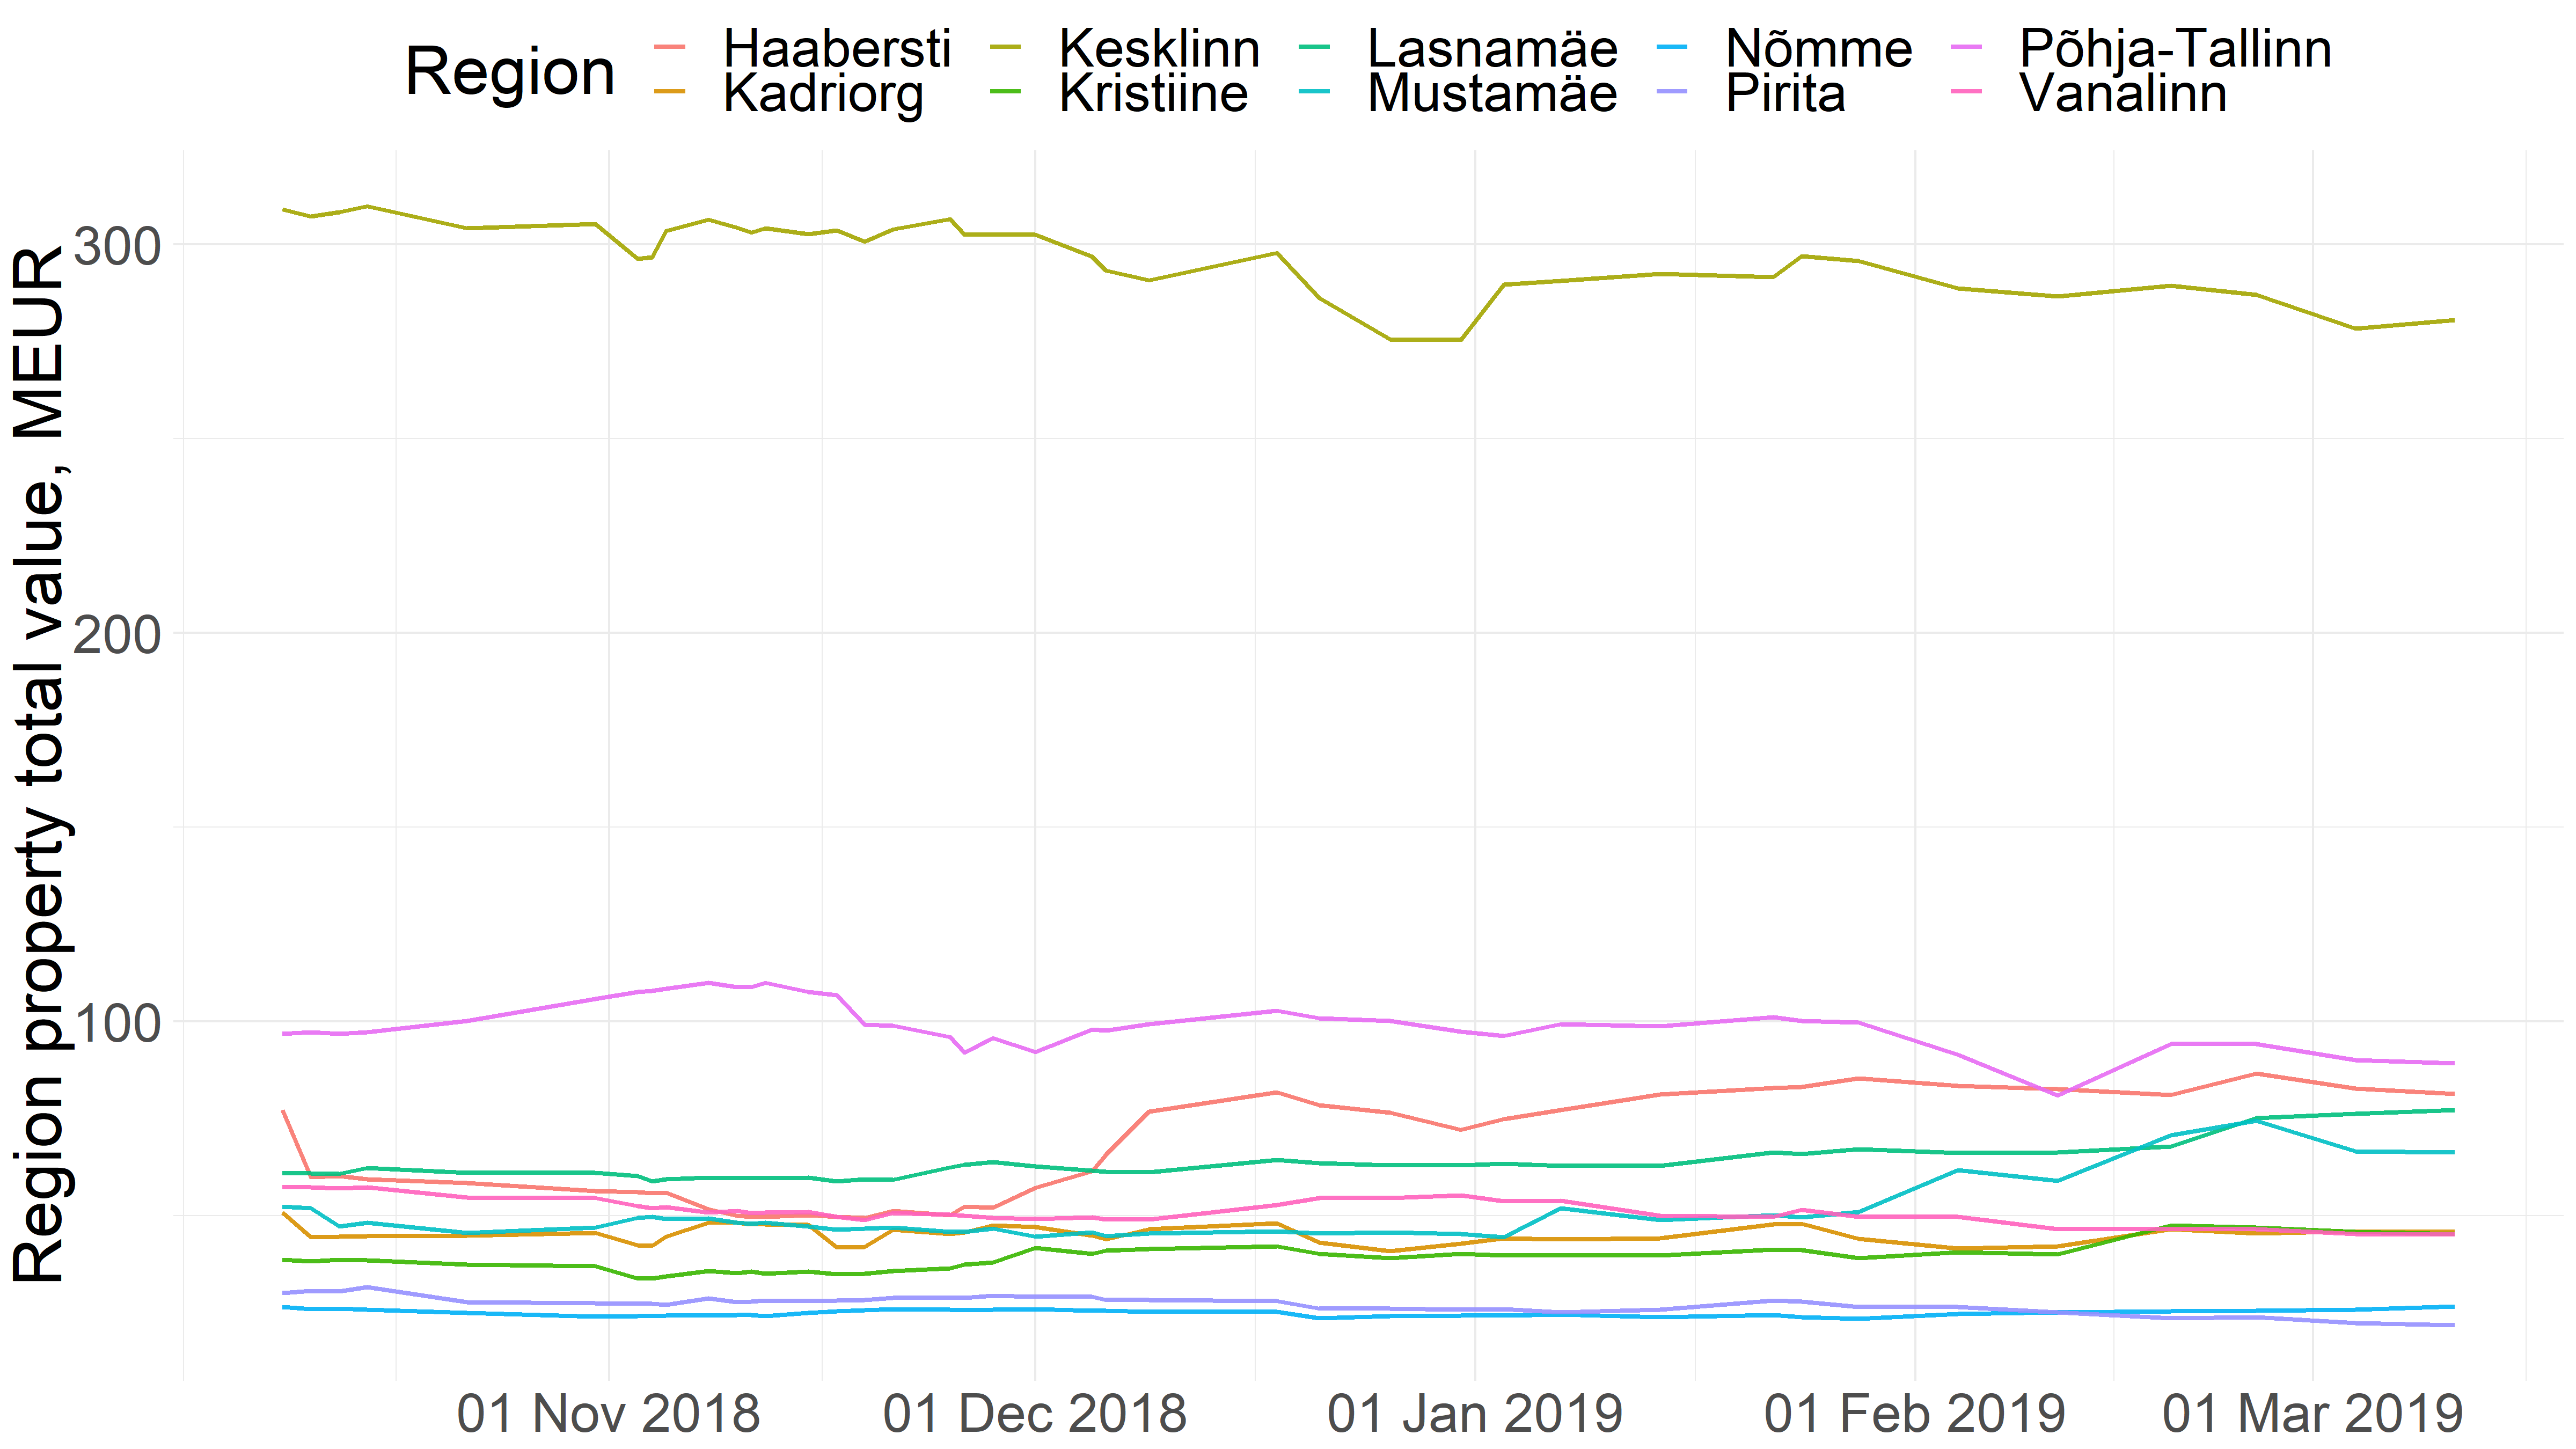 Region
Haabersti Kesklinn Lasnamäe Nõmme Põhja-Tallinn
Kadriorg Kristiine Mustamäe Pirita Vanalinn
Region property total value, MEUR
300
200
100
01 Nov 2018 01 Dec 2018 01 Jan 2019 01 Feb 2019 01 Mar 2019